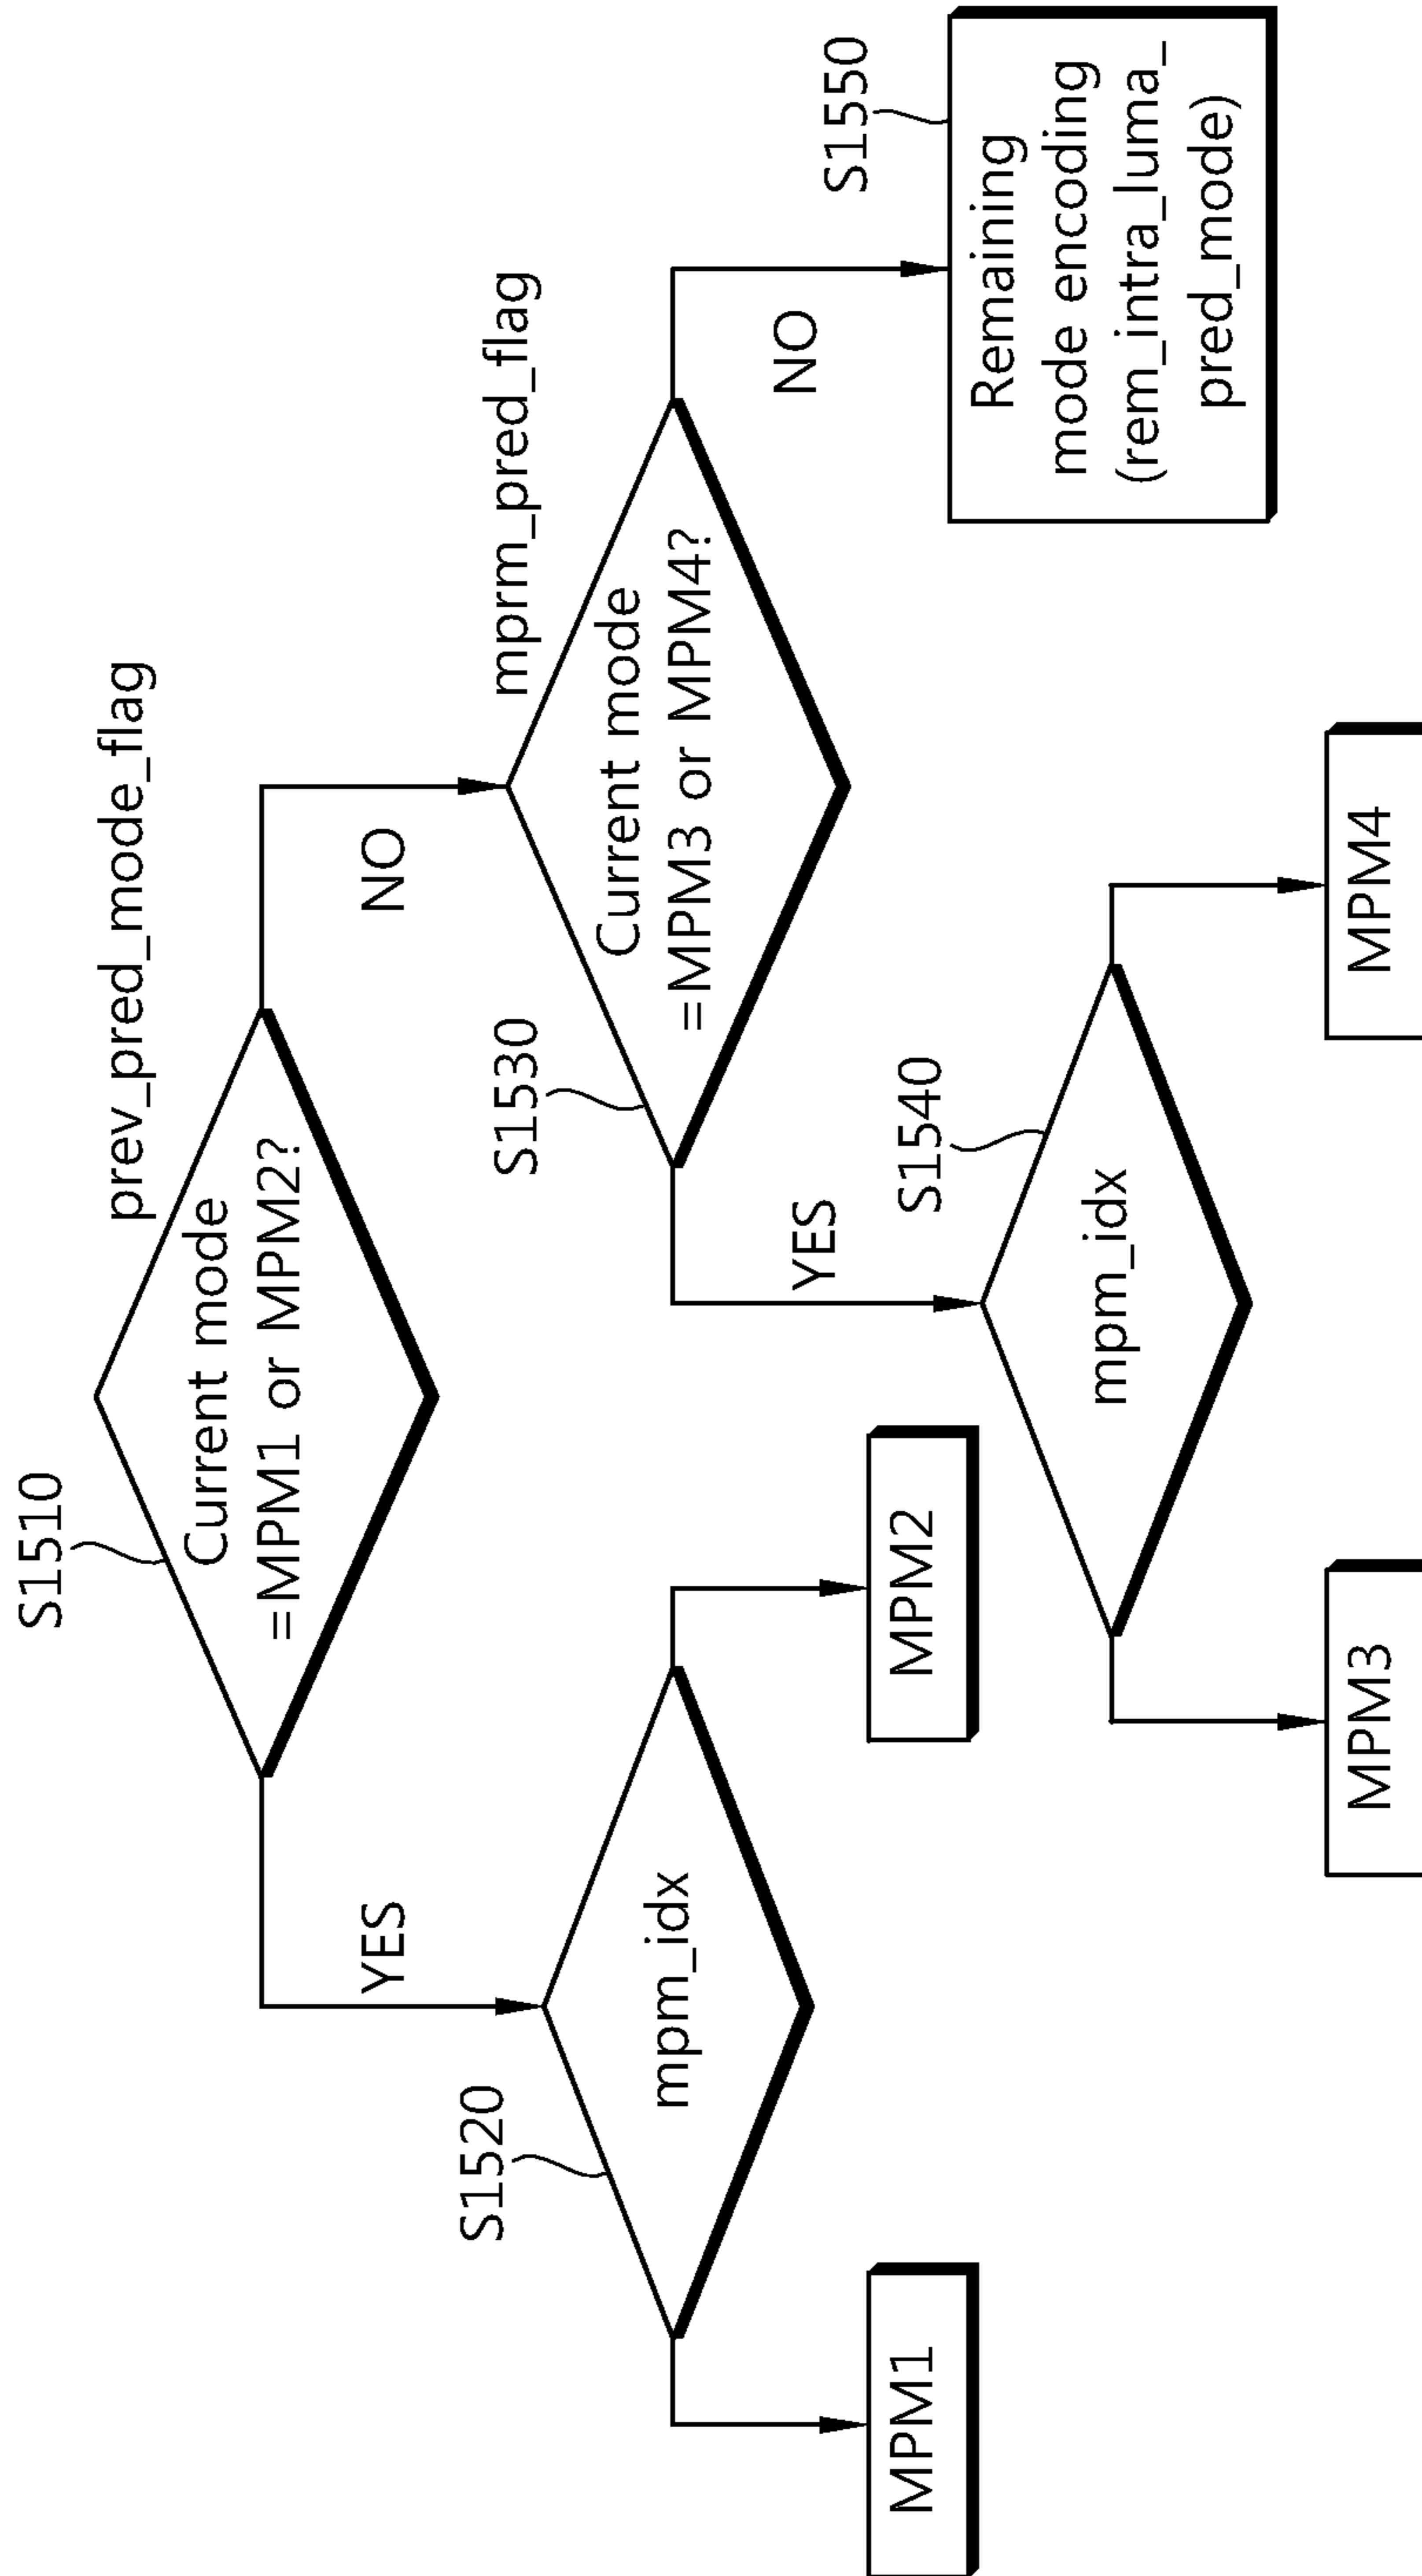 S1510
prev_pred_mode_flag
Current mode
=MPM1 or MPM2?
YES
NO
S1520
mpm_idx
MPM1
MPM2
S1530
mprm_pred_flag
Current mode
=MPM3 or MPM4?
YES
NO
S1540
mpm_idx
MPM3
MPM4
S1550
Remaining
mode encoding
(rem_intra_luma_
pred_mode)